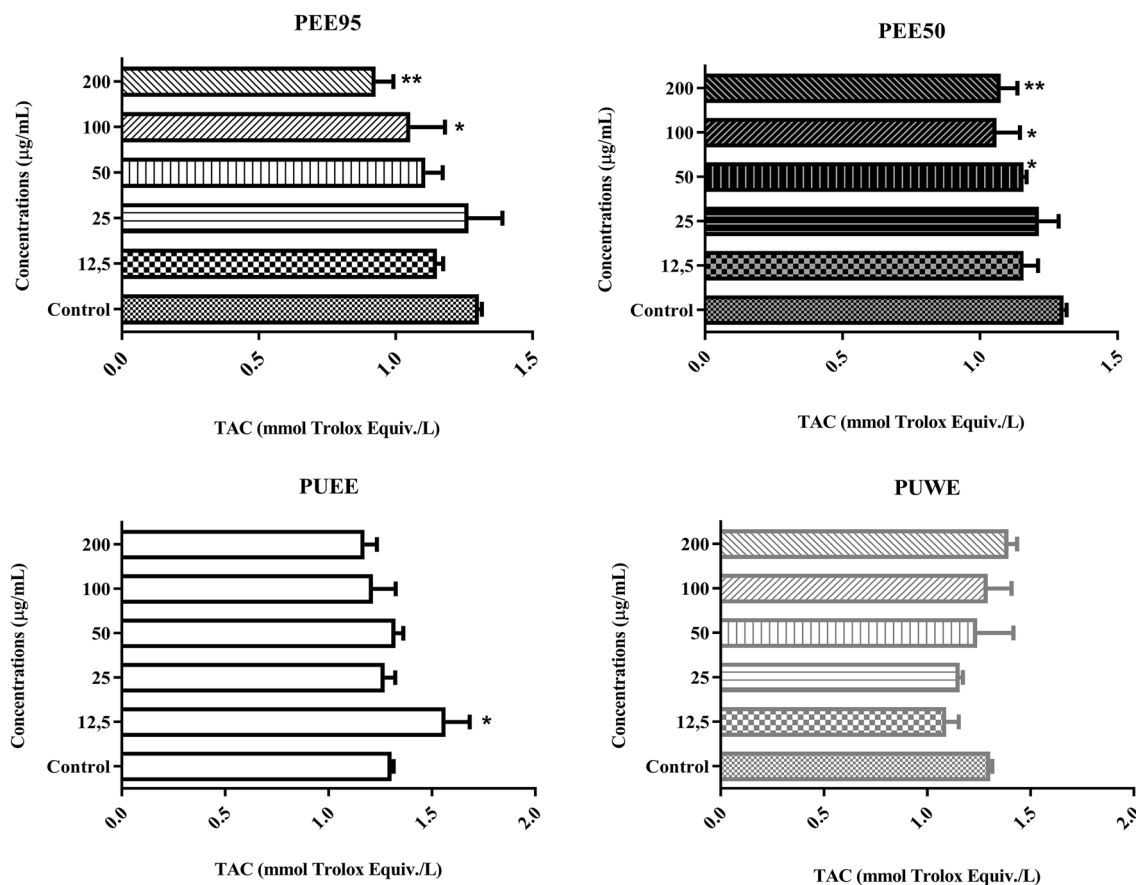 PEE95
Concentrations (µg/mL)
200
**
100
*
50
25
12,5
Control
0.0
0.5
1.0
1.5
TAC (mmol Trolox Equiv./L)
PEE50
Concentrations (µg/mL)
200
**
100
*
50
*
25
12,5
Control
0.0
0.5
1.0
1.5
TAC (mmol Trolox Equiv./L)
PUEE
Concentrations (µg/mL)
200
100
50
25
12,5
*
Control
0.0
0.5
1.0
1.5
2.0
TAC (mmol Trolox Equiv./L)
PUWE
Concentrations (µg/mL)
200
100
50
25
12,5
Control
0.0
0.5
1.0
1.5
2.0
TAC (mmol Trolox Equiv./L)